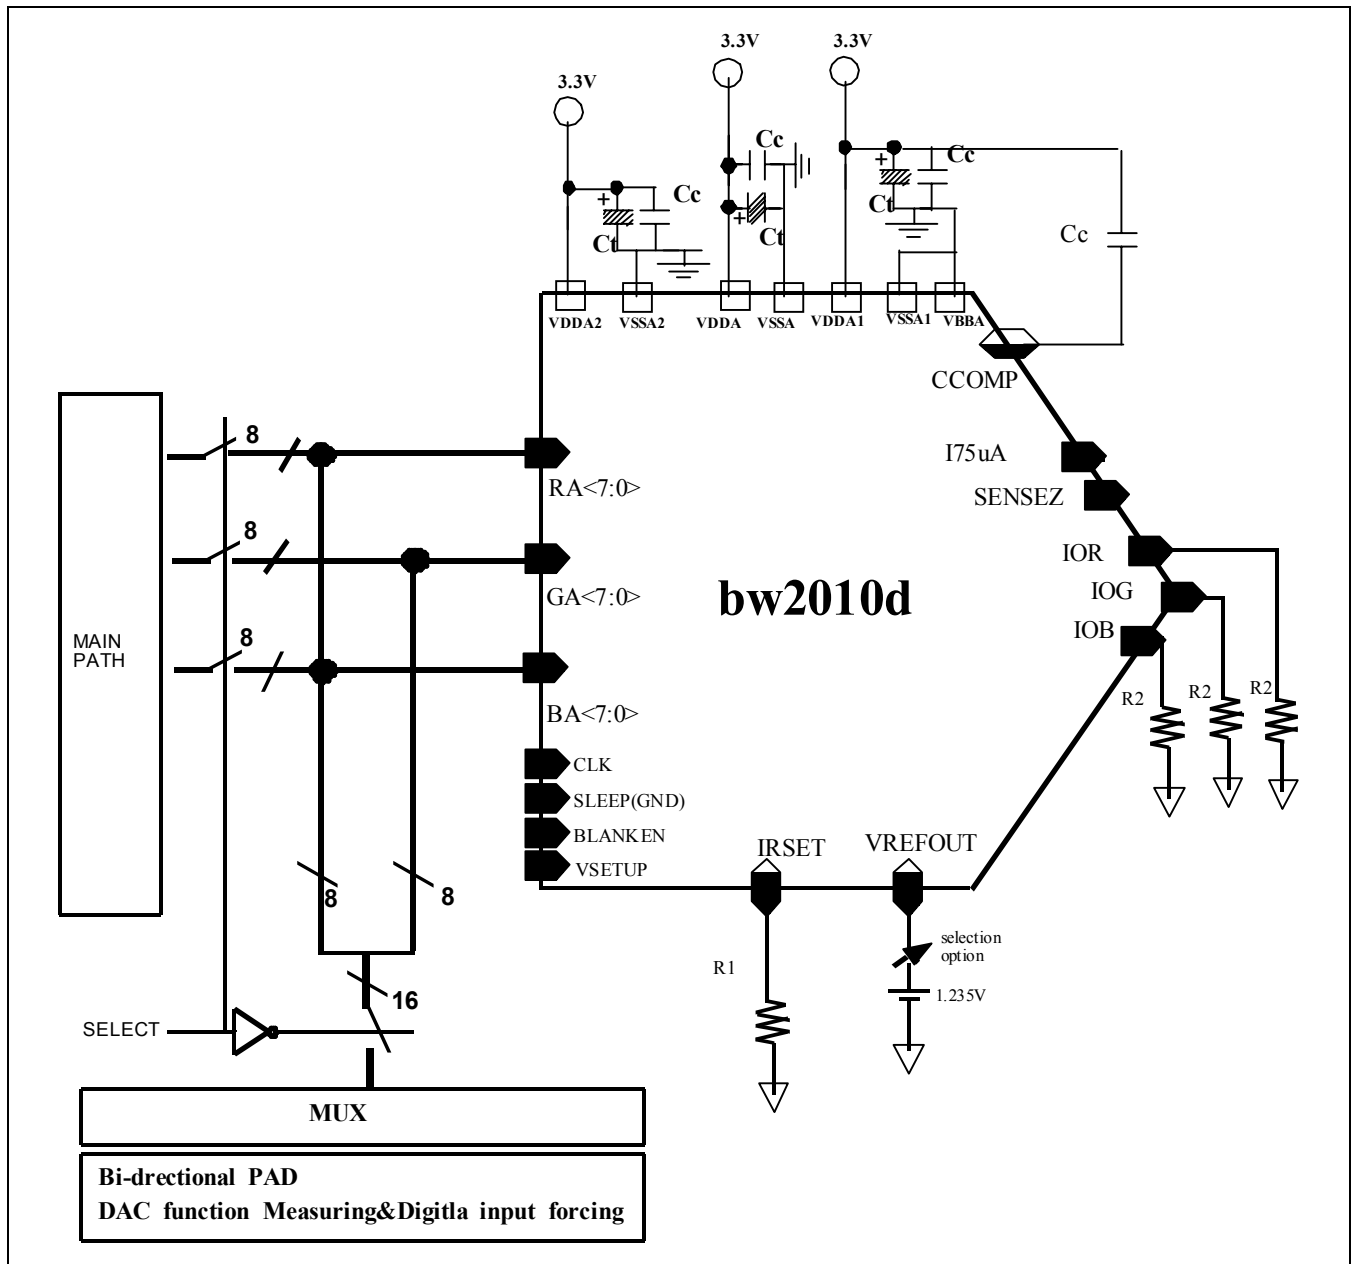 3.3V
3.3V
3.3V
Cc
+
Cc
Ct
+
Cc
Ct
+
Ct
Cc
VDDA2
VSSA2
VDDA
VSSA
VDDA1
VSSA1
VBBA
CCOMP
I75uA
SENSEZ
IOR
IOG
IOB
R2
R2
R2
MAIN
PATH
8
8
8
RA<7:0>
GA<7:0>
BA<7:0>
bw2010d
CLK
SLEEP(GND)
BLANKEN
VSETUP
IRSET
VREFOUT
8
8
16
R1
selection
option
1.235V
SELECT
MUX
Bi-drectional PAD
DAC function Measuring&Digitla input forcing